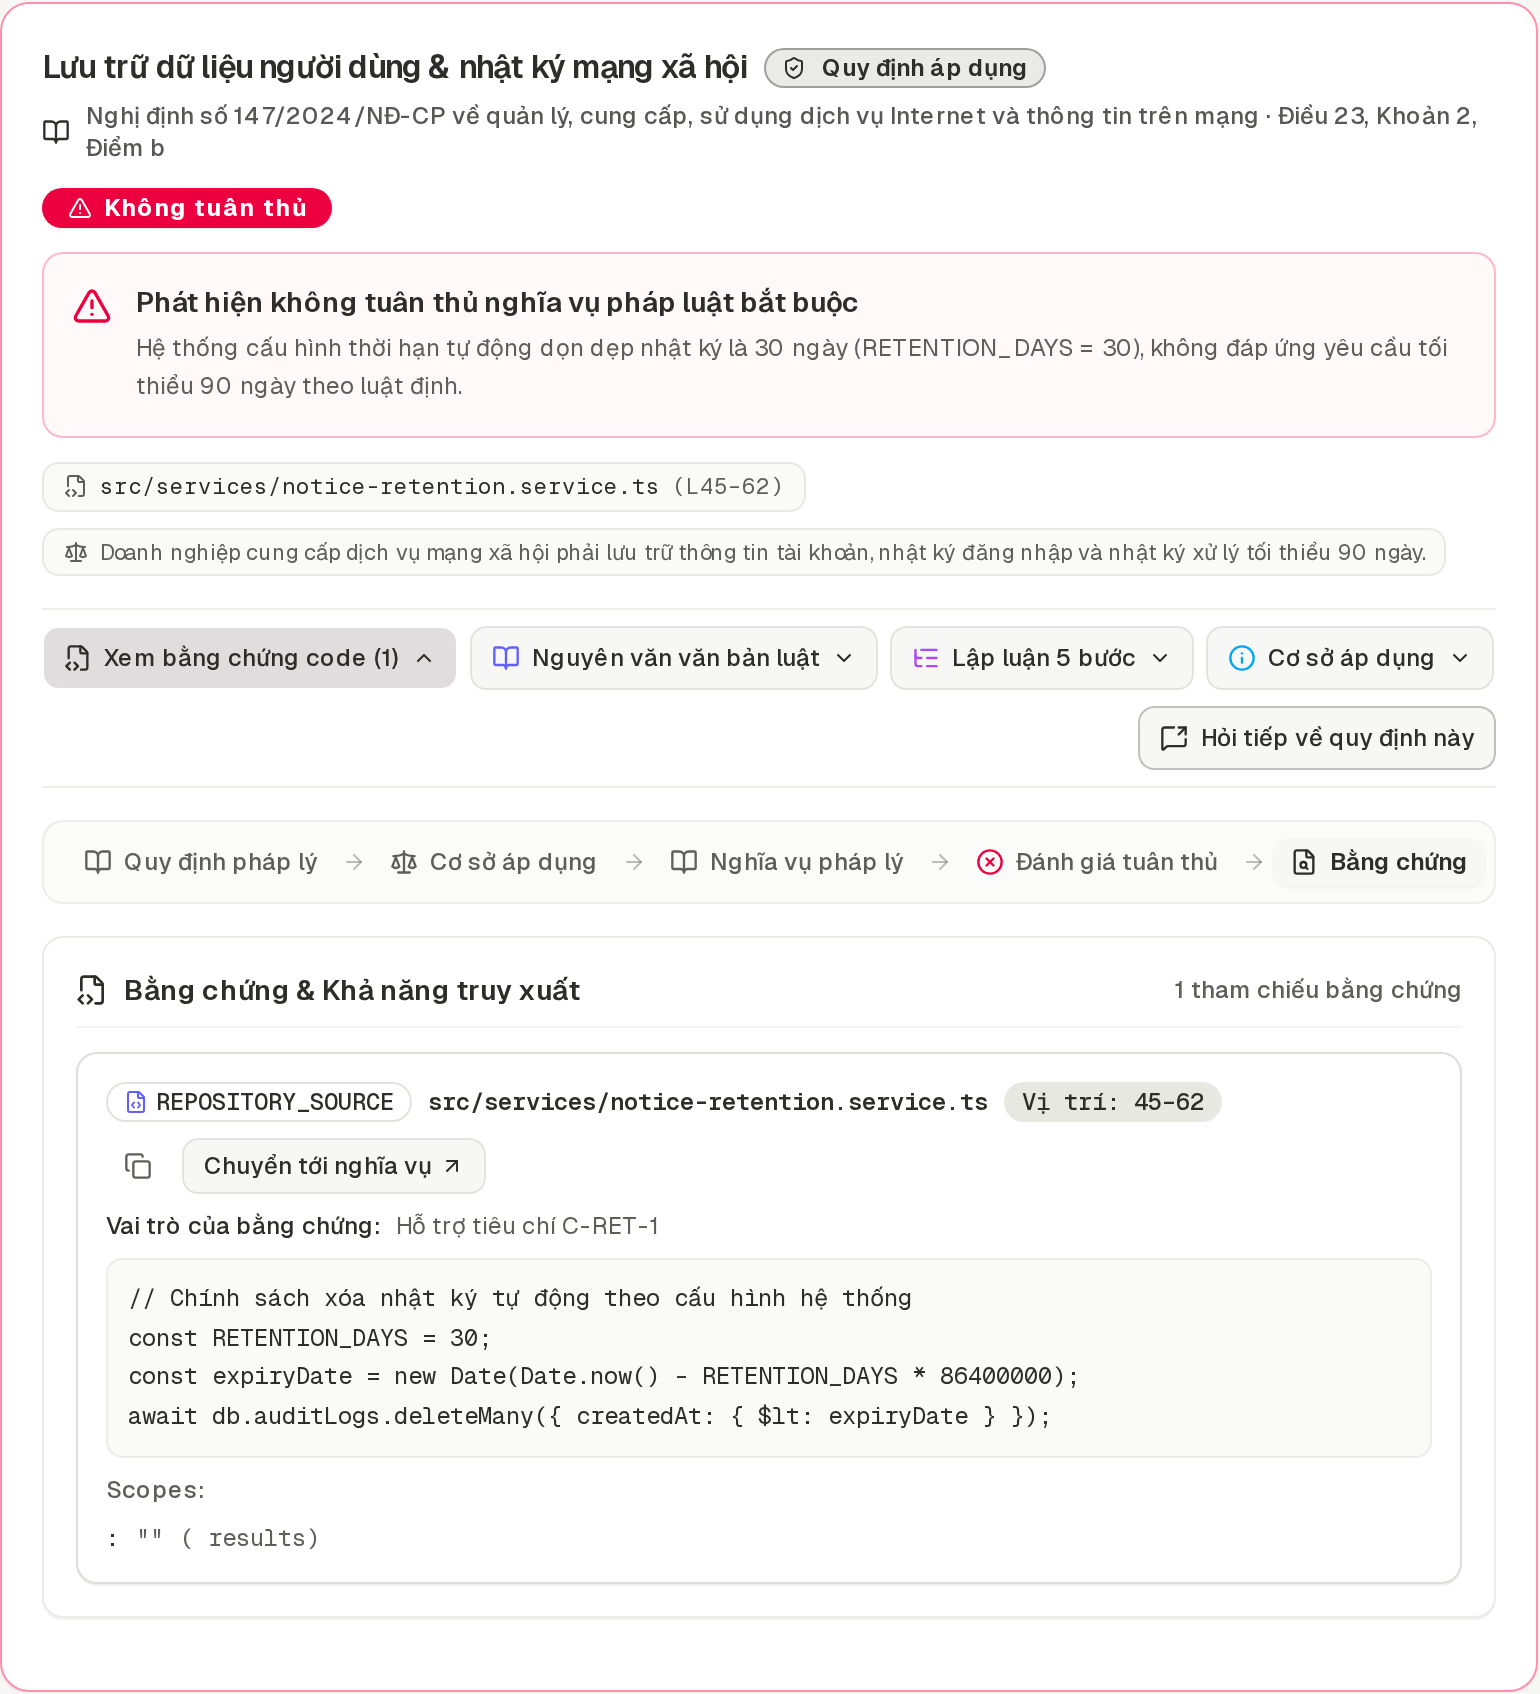 Lưu trữ dữ liệu người dùng & nhật ký mạng xã hội
Quy định áp dụng
Nghị định số 147/2024/NĐ-CP về quản lý, cung cấp, sử dụng dịch vụ Internet và thông tin trên mạng · Điều 23, Khoản 2,
Điểm b
Không tuân thủ
Phát hiện không tuân thủ nghĩa vụ pháp luật bắt buộc
Hệ thống cấu hình thời hạn tự động dọn dẹp nhật ký là 30 ngày (RETENTION_DAYS = 30), không đáp ứng yêu cầu tối
thiểu 90 ngày theo luật định.
src/services/notice-retention.service.ts (L45-62)
Doanh nghiệp cung cấp dịch vụ mạng xã hội phải lưu trữ thông tin tài khoản, nhật ký đăng nhập và nhật ký xử lý tối thiểu 90 ngày.
Xem bằng chứng code (1)
Nguyên văn văn bản luật
Lập luận 5 bước
Cơ sở áp dụng
Hỏi tiếp về quy định này
Quy định pháp lý
Cơ sở áp dụng
Nghĩa vụ pháp lý
Đánh giá tuân thủ
Bằng chứng
Bằng chứng & Khả năng truy xuất
1 tham chiếu bằng chứng
REPOSITORY_SOURCE
src/services/notice-retention.service.ts
Vị trí: 45-62
Chuyển tới nghĩa vụ
Vai trò của bằng chứng: Hỗ trợ tiêu chí C-RET-1
// Chính sách xóa nhật ký tự động theo cấu hình hệ thống
const RETENTION_DAYS = 30;
const expiryDate = new Date(Date.now() - RETENTION_DAYS * 86400000);
await db.auditLogs.deleteMany({ createdAt: { $lt: expiryDate } });
Scopes:
: "" ( results)